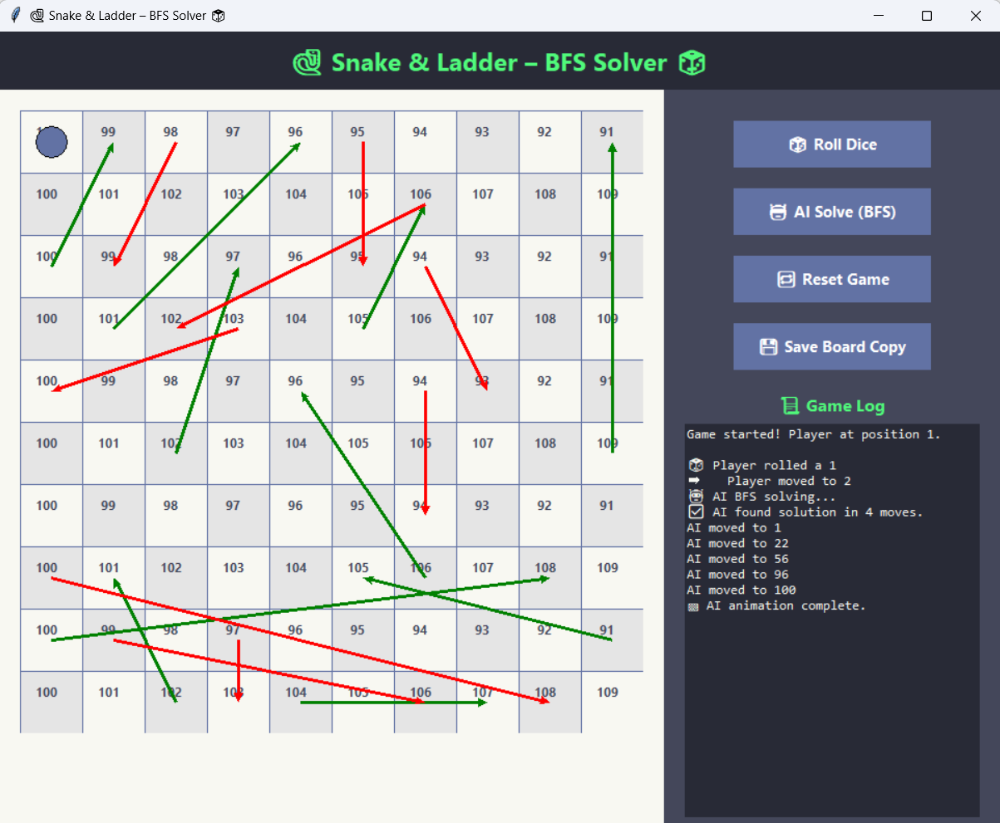 Snake & Ladder – BFS Solver
Snake & Ladder – BFS Solver
99 98 97 96 95 94 93 92 91
100 101 102 103 104 105 106 107 108 109
100 99 98 97 96 95 94 93 92 91
100 101 102 103 104 105 106 107 108 109
100 99 98 97 96 95 94 93 92 91
100 101 102 103 104 105 106 107 108 109
100 99 98 97 96 95 94 93 92 91
100 101 102 103 104 105 106 107 108 109
100 99 98 97 96 95 94 93 92 91
100 101 102 103 104 105 106 107 108 109
Roll Dice
AI Solve (BFS)
Reset Game
Save Board Copy
Game Log
Game started! Player at position 1.
Player rolled a 1
Player moved to 2
AI BFS solving...
AI found solution in 4 moves.
AI moved to 1
AI moved to 22
AI moved to 56
AI moved to 96
AI moved to 100
AI animation complete.